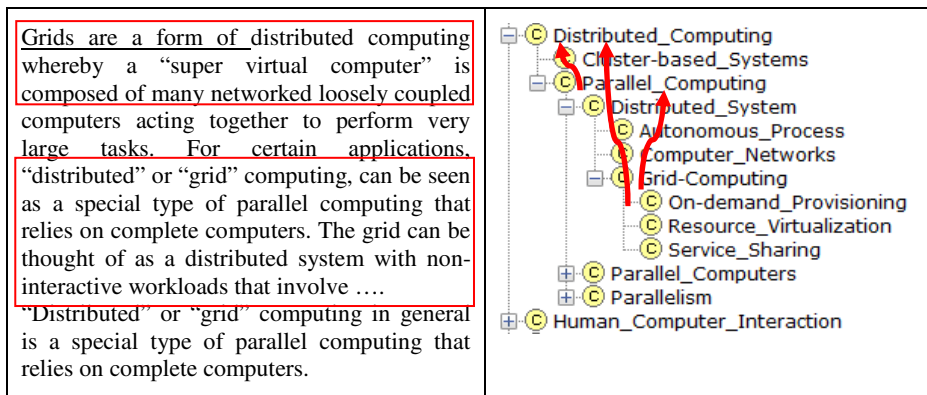 Grids are a form of distributed computing
whereby a “super virtual computer” is
composed of many networked loosely coupled
computers acting together to perform very
large tasks. For certain applications,
“distributed” or “grid” computing, can be seen
as a special type of parallel computing that
relies on complete computers. The grid can be
thought of as a distributed system with non-
interactive workloads that involve ….
“Distributed” or “grid” computing in general
is a special type of parallel computing that
relies on complete computers.
Distributed_Computing
Cluster-based_Systems
Parallel_Computing
Distributed_System
Autonomous_Process
Computer_Networks
Grid-Computing
On-demand_Provisioning
Resource_Virtualization
Service_Sharing
Parallel_Computers
Parallelism
Human_Computer_Interaction